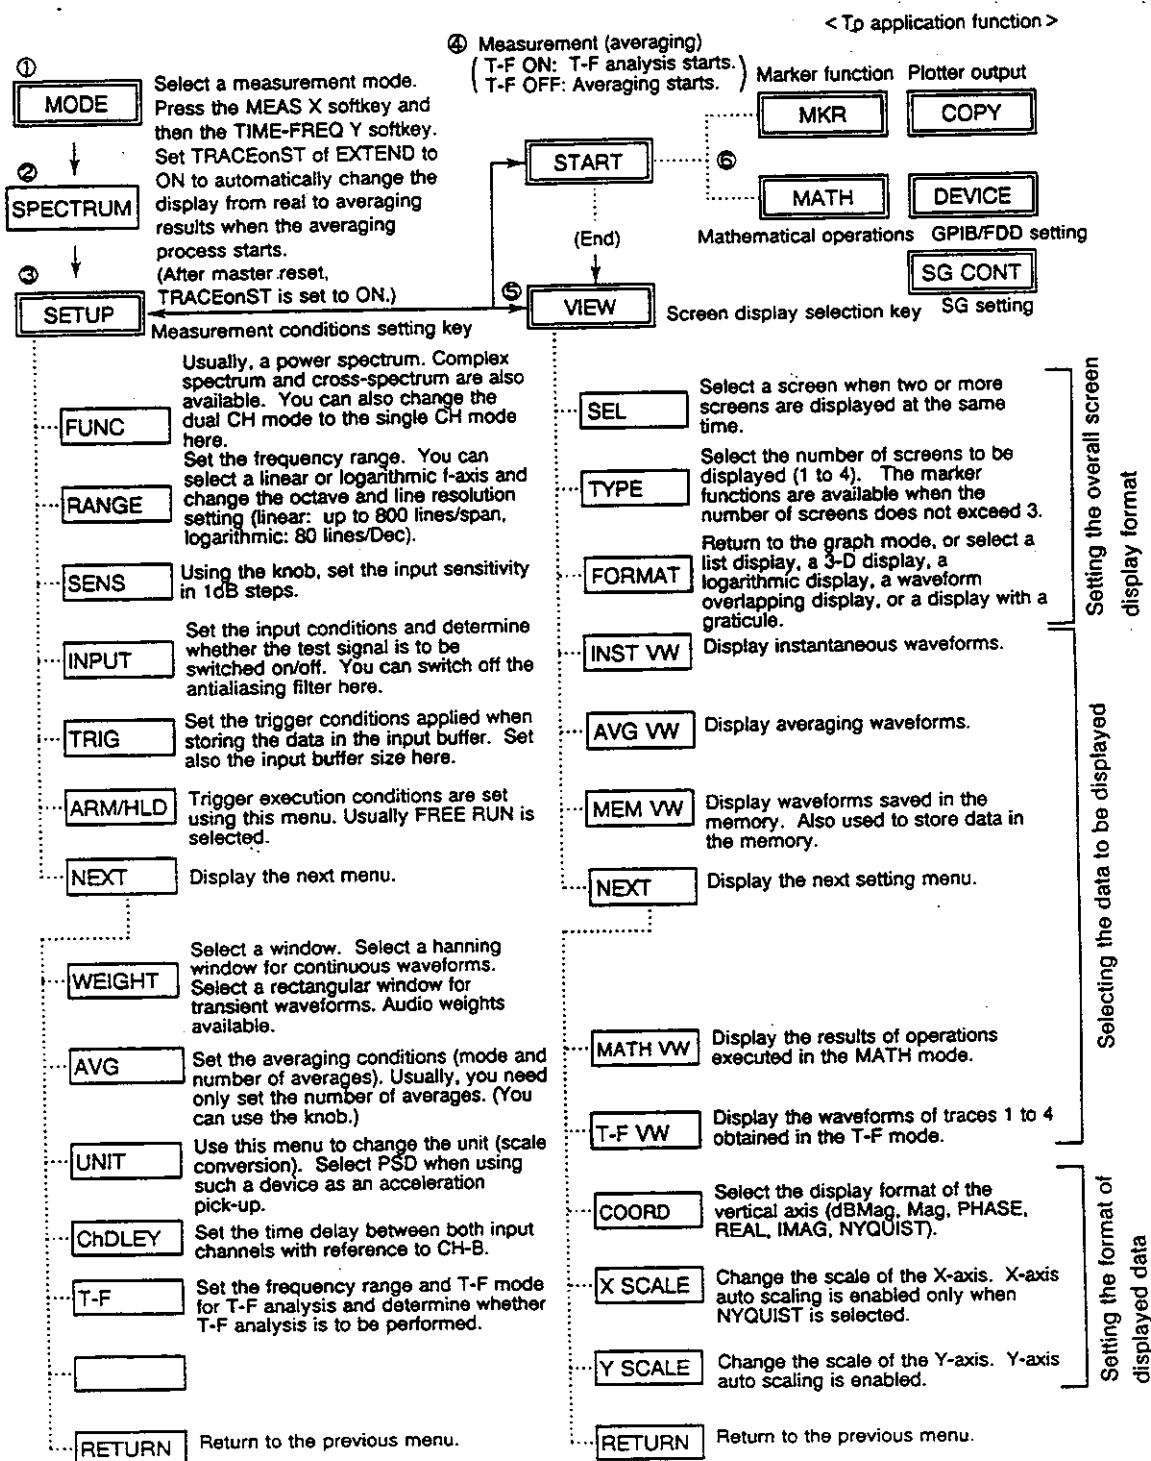 < Tp application function >
④ Measurement (averaging)
( T-F ON: T-F analysis starts. )
( T-F OFF: Averaging starts. )
Marker function
Plotter output
MKR
COPY
①
MODE
Select a measurement mode.
Press the MEAS X softkey and
then the TIME-FREQ Y softkey.
Set TRACEonST of EXTEND to
ON to automatically change the
display from real to averaging
results when the averaging
process starts.
(After master reset,
TRACEonST is set to ON.)
②
SPECTRUM
③
SETUP
Measurement conditions setting key
START
⑥
MATH
DEVICE
Mathematical operations
GPIB/FDD setting
SG CONT
SG setting
(End)
⑤
VIEW
Screen display selection key
FUNC
Usually, a power spectrum. Complex
spectrum and cross-spectrum are also
available. You can also change the
dual CH mode to the single CH mode
here.
RANGE
Set the frequency range. You can
select a linear or logarithmic f-axis and
change the octave and line resolution
setting (linear: up to 800 lines/span,
logarithmic: 80 lines/Dec).
SENS
Using the knob, set the input sensitivity
in 1dB steps.
INPUT
Set the input conditions and determine
whether the test signal is to be
switched on/off. You can switch off the
antialiasing filter here.
TRIG
Set the trigger conditions applied when
storing the data in the input buffer. Set
also the input buffer size here.
ARM/HLD
Trigger execution conditions are set
using this menu. Usually FREE RUN is
selected.
NEXT
Display the next menu.
WEIGHT
Select a window. Select a hanning
window for continuous waveforms.
Select a rectangular window for
transient waveforms. Audio weights
available.
AVG
Set the averaging conditions (mode and
number of averages). Usually, you need
only set the number of averages. (You
can use the knob.)
UNIT
Use this menu to change the unit (scale
conversion). Select PSD when using
such a device as an acceleration
pick-up.
ChDLEY
Set the time delay between both input
channels with reference to CH-B.
T-F
Set the frequency range and T-F mode
for T-F analysis and determine whether
T-F analysis is to be performed.
RETURN
Return to the previous menu.
SEL
Select a screen when two or more
screens are displayed at the same
time.
TYPE
Select the number of screens to be
displayed (1 to 4). The marker
functions are available when the
number of screens does not exceed 3.
FORMAT
Return to the graph mode, or select a
list display, a 3-D display, a
logarithmic display, a waveform
overlapping display, or a display with a
graticule.
INST VW
Display instantaneous waveforms.
AVG VW
Display averaging waveforms.
MEM VW
Display waveforms saved in the
memory. Also used to store data in
the memory.
NEXT
Display the next setting menu.
MATH VW
Display the results of operations
executed in the MATH mode.
T-F VW
Display the waveforms of traces 1 to 4
obtained in the T-F mode.
COORD
Select the display format of the
vertical axis (dBMag, Mag, PHASE,
REAL, IMAG, NYQUIST).
X SCALE
Change the scale of the X-axis. X-axis
auto scaling is enabled only when
NYQUIST is selected.
Y SCALE
Change the scale of the Y-axis. Y-axis
auto scaling is enabled.
RETURN
Return to the previous menu.
Setting the overall screen
display format
Selecting the data to be displayed
Setting the format of
displayed data